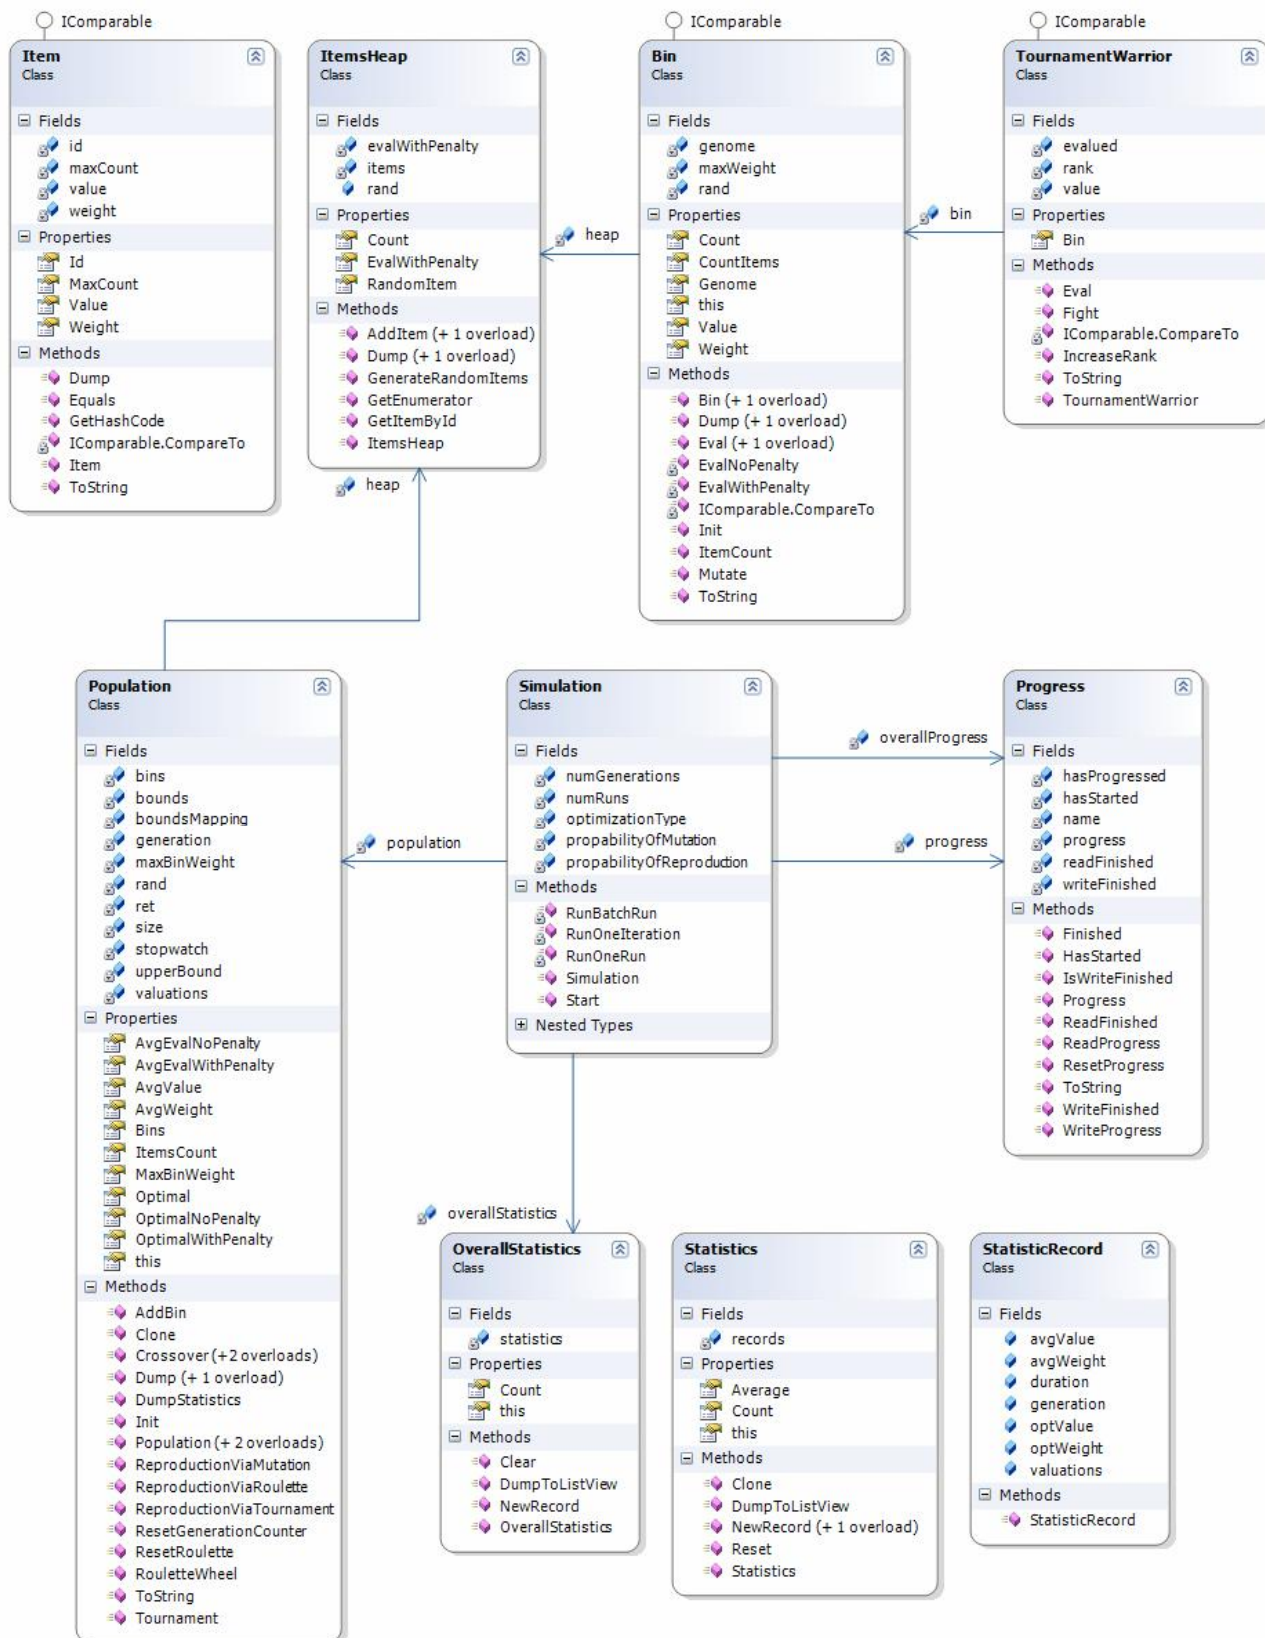 IComparable
Item
Class
Fields
id
maxCount
value
weight
Properties
Id
MaxCount
Value
Weight
Methods
Dump
Equals
GetHashCode
IComparable.CompareTo
Item
ToString
ItemsHeap
Class
Fields
evalWithPenalty
items
rand
Properties
Count
EvalWithPenalty
RandomItem
Methods
AddItem (+ 1 overload)
Dump (+ 1 overload)
GenerateRandomItems
GetEnumerator
GetItemById
ItemsHeap
heap
heap
IComparable
Bin
Class
Fields
genome
maxWeight
rand
Properties
Count
CountItems
Genome
this
Value
Weight
Methods
Bin (+ 1 overload)
Dump (+ 1 overload)
Eval (+ 1 overload)
EvalNoPenalty
EvalWithPenalty
IComparable.CompareTo
Init
ItemCount
Mutate
ToString
bin
IComparable
TournamentWarrior
Class
Fields
evalued
rank
value
Properties
Bin
Methods
Eval
Fight
IComparable.CompareTo
IncreaseRank
ToString
TournamentWarrior
Population
Class
Fields
bins
bounds
boundsMapping
generation
maxBinWeight
rand
ret
size
stopwatch
upperBound
valuations
Properties
AvgEvalNoPenalty
AvgEvalWithPenalty
AvgValue
AvgWeight
Bins
ItemsCount
MaxBinWeight
Optimal
OptimalNoPenalty
OptimalWithPenalty
this
Methods
AddBin
Clone
Crossover (+2 overloads)
Dump (+ 1 overload)
DumpStatistics
Init
Population (+ 2 overloads)
ReproductionViaMutation
ReproductionViaRoulette
ReproductionViaTournament
ResetGenerationCounter
ResetRoulette
RouletteWheel
ToString
Tournament
population
Simulation
Class
Fields
numGenerations
numRuns
optimizationType
propabilityOfMutation
propabilityOfReproduction
Methods
RunBatchRun
RunOneIteration
RunOneRun
Simulation
Start
Nested Types
overallProgress
progress
Progress
Class
Fields
hasProgressed
hasStarted
name
progress
readFinished
writeFinished
Methods
Finished
HasStarted
IsWriteFinished
Progress
ReadFinished
ReadProgress
ResetProgress
ToString
WriteFinished
WriteProgress
overallStatistics
OverallStatistics
Class
Fields
statistics
Properties
Count
this
Methods
Clear
DumpToListView
NewRecord
OverallStatistics
Statistics
Class
Fields
records
Properties
Average
Count
this
Methods
Clone
DumpToListView
NewRecord (+ 1 overload)
Reset
Statistics
StatisticRecord
Class
Fields
avgValue
avgWeight
duration
generation
optValue
optWeight
valuations
Methods
StatisticRecord